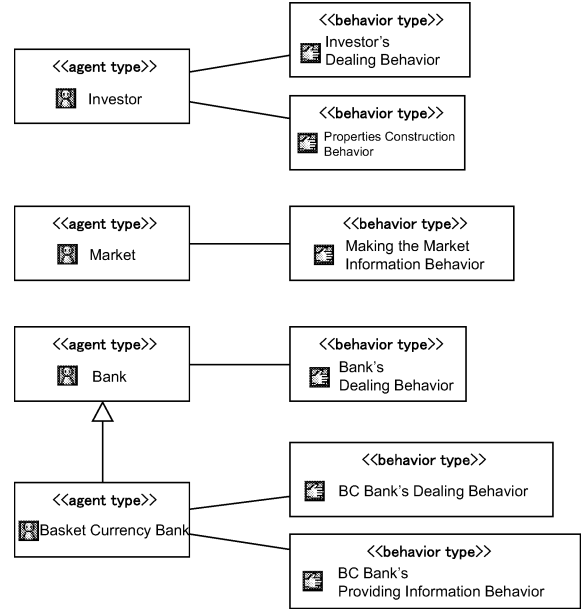 <<behavior type>>
Investor's
Dealing Behavior
<<agent type>>
Investor
<<behavior type>>
Properties Construction
Behavior
<<agent type>>
Market
<<behavior type>>
Making the Market
Information Behavior
<<agent type>>
Bank
<<behavior type>>
Bank's
Dealing Behavior
<<behavior type>>
BC Bank's Dealing Behavior
<<agent type>>
Basket Currency Bank
<<behavior type>>
BC Bank's
Providing Information Behavior